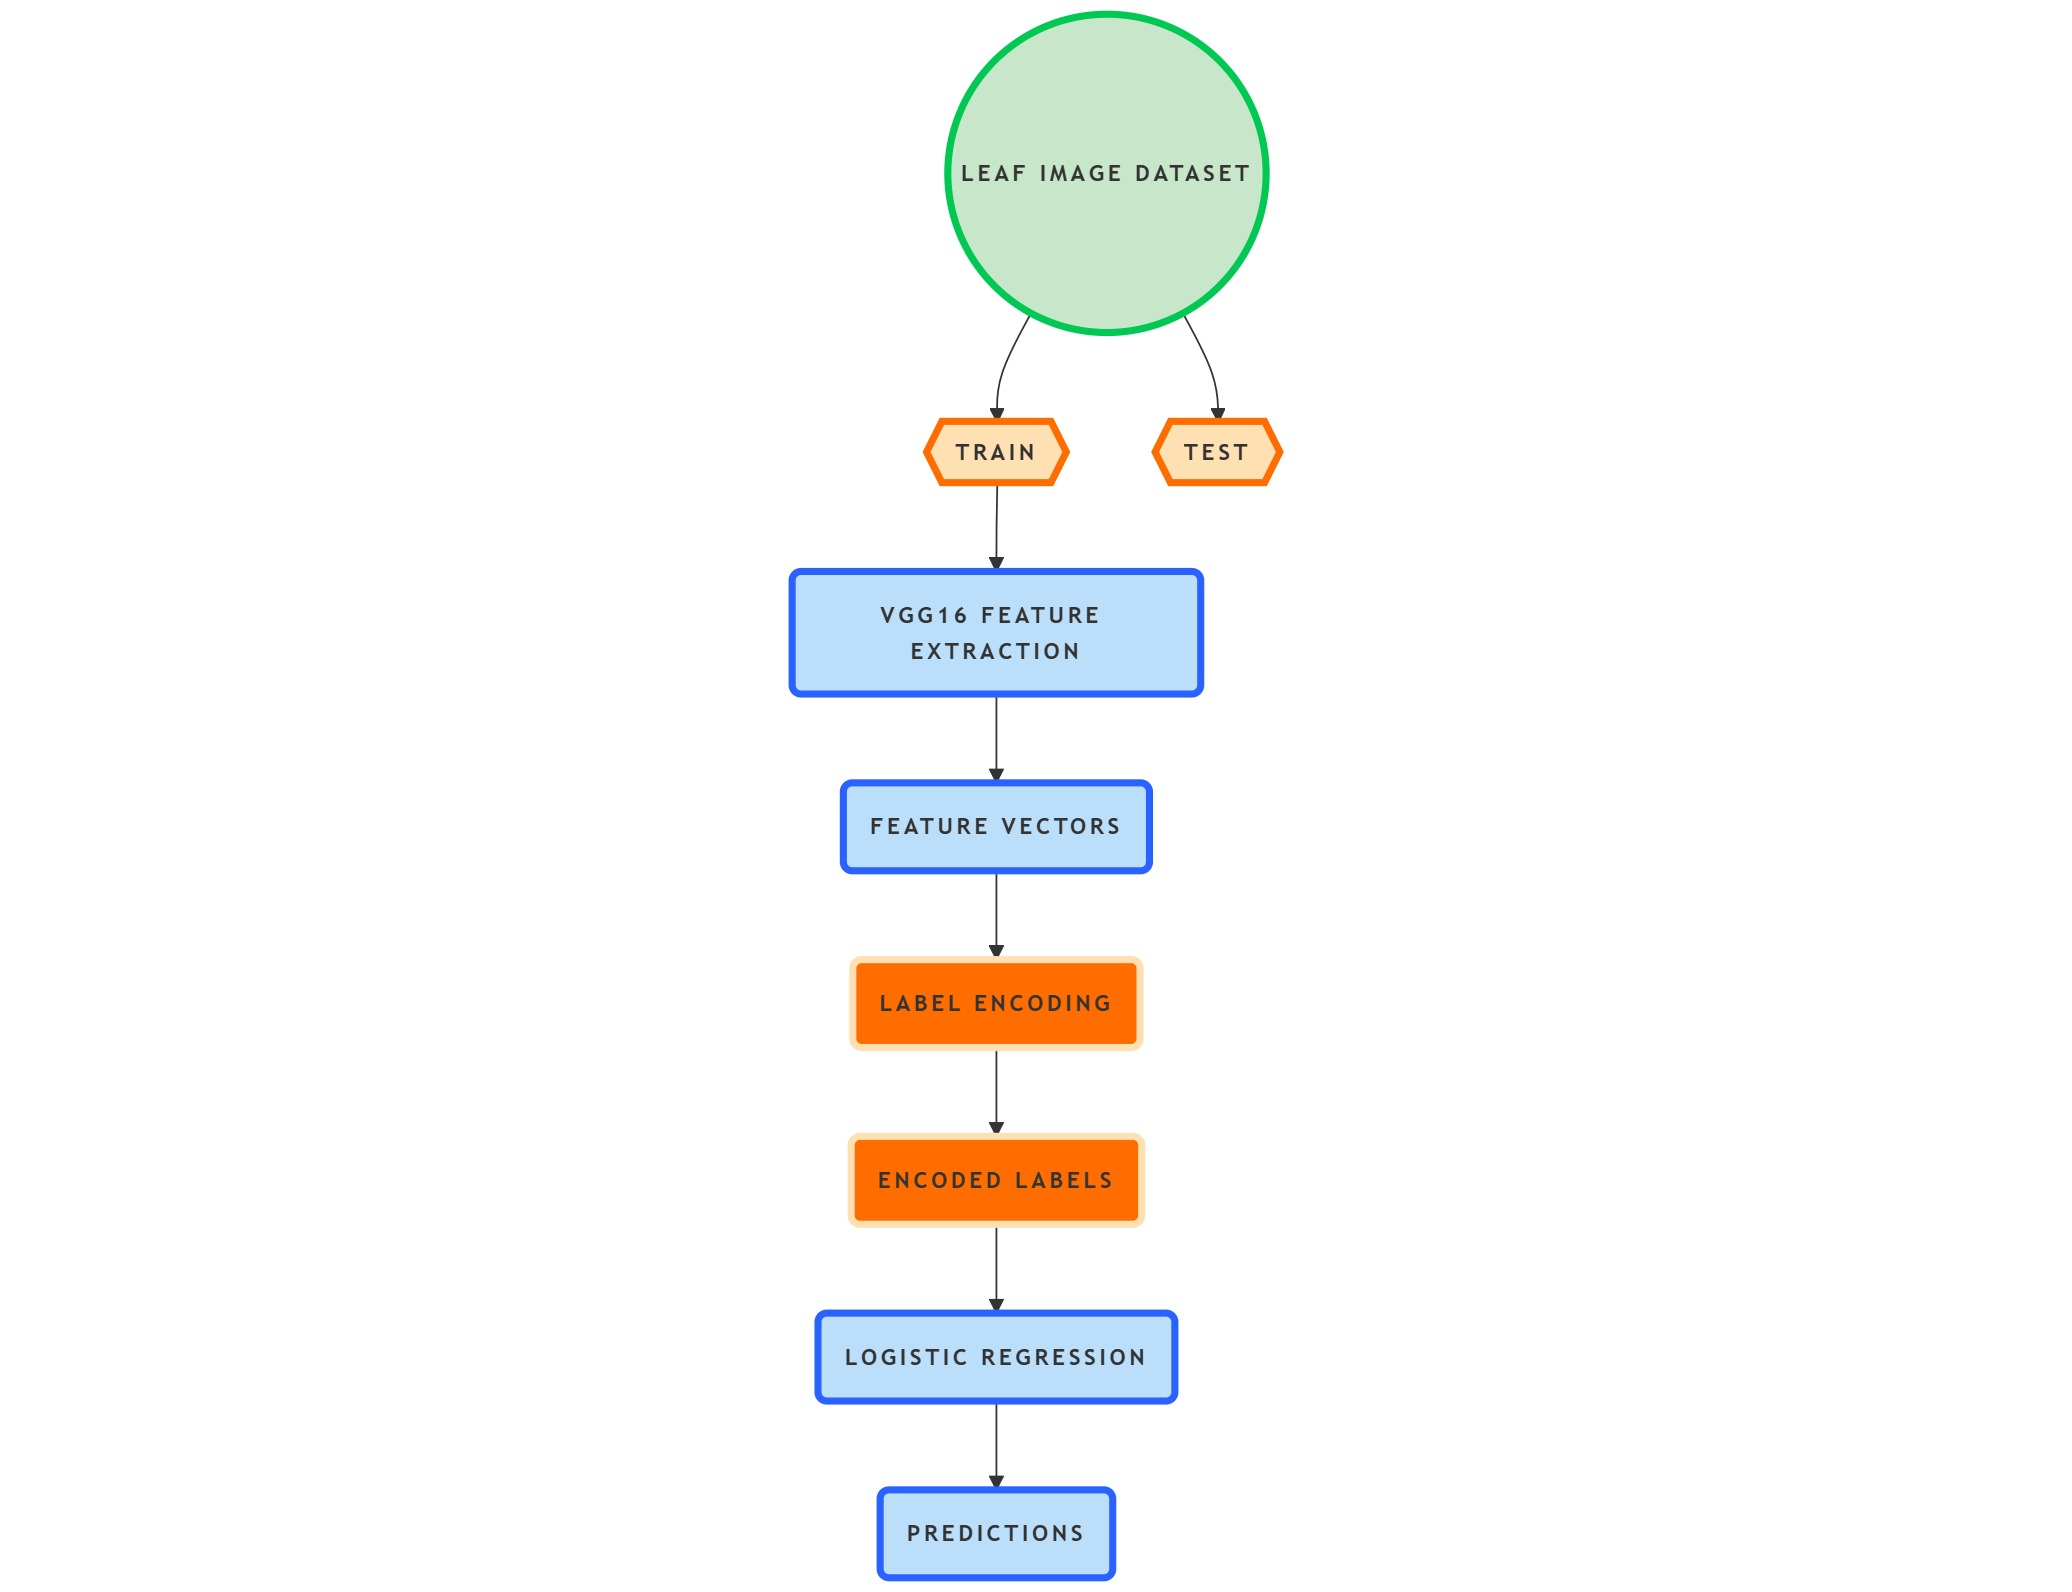 LEAF IMAGE DATASET
TRAIN
TEST
VGG16 FEATURE
EXTRACTION
FEATURE VECTORS
LABEL ENCODING
ENCODED LABELS
LOGISTIC REGRESSION
PREDICTIONS